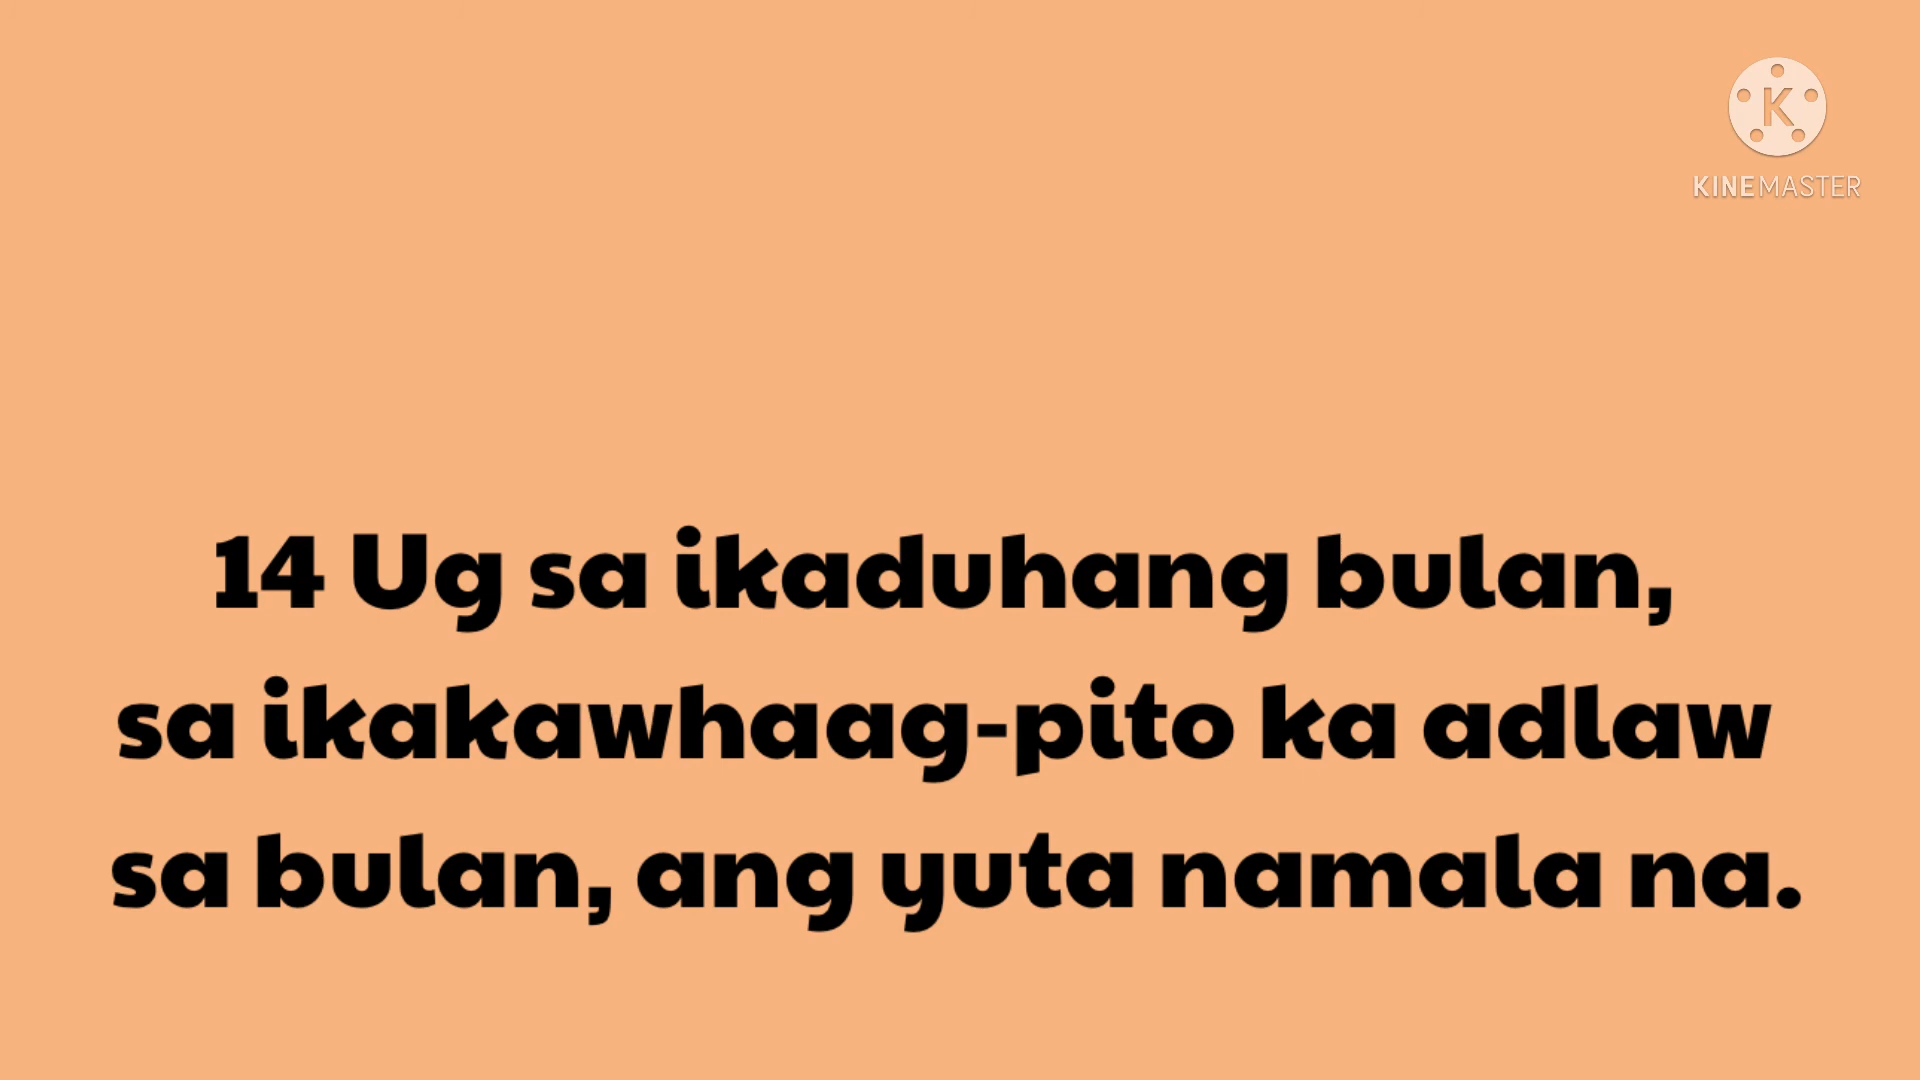 K
KINEMASTER
14 Ug sa ikaduhang bulan,
sa ikakawhaag-pito ka adlaw
sa bulan, ang yuta namala na.